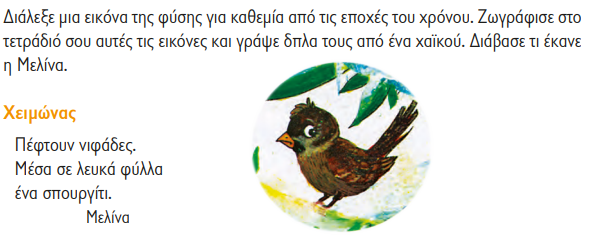 Διάλεξε μια εικόνα της φύσης για καθεμία από τις εποχές του χρόνου. Ζωγράφισε στο
τετράδιό σου αυτές τις εικόνες και γράψε δπλα τους από ένα χαϊκού. Διάβασε τι έκανε
η Μελίνα.
Χειμώνας
Πέφτουν νιφάδες.
Μέσα σε λευκά φύλλα
ένα σπουργίτι.
Μελίνα